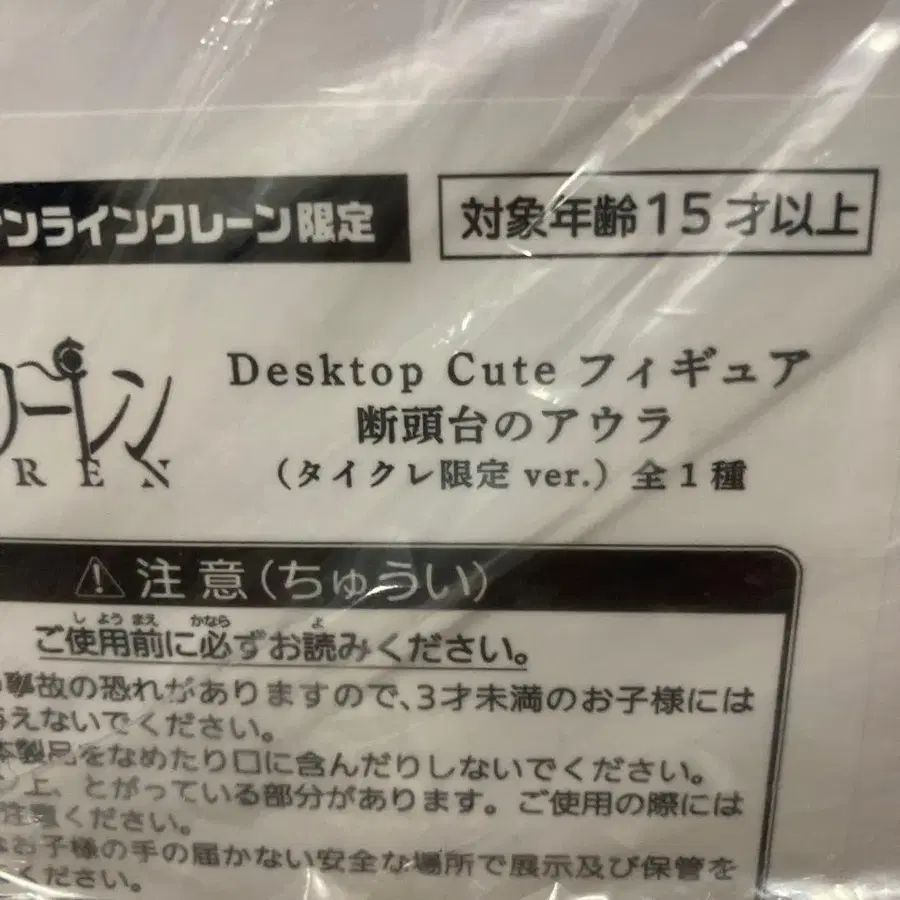 ンラインクレーン限定
対象年齢15才以上
リーレン
REN
Desktop Cute フィギュア
断頭台のアウラ
(タイクレ限定 ver.) 全1種
注意(ちゅうい)
ご使用前に必ずお読みください。
事故の恐れがありますので、3才未満のお子様には
えないでください。
本製品をなめたり口に含んだりしないでください。
上、とがっている部分があります。ご使用の際には
注意ください。
お子様の手の届かない安全な場所で展示及び保管を
ください。